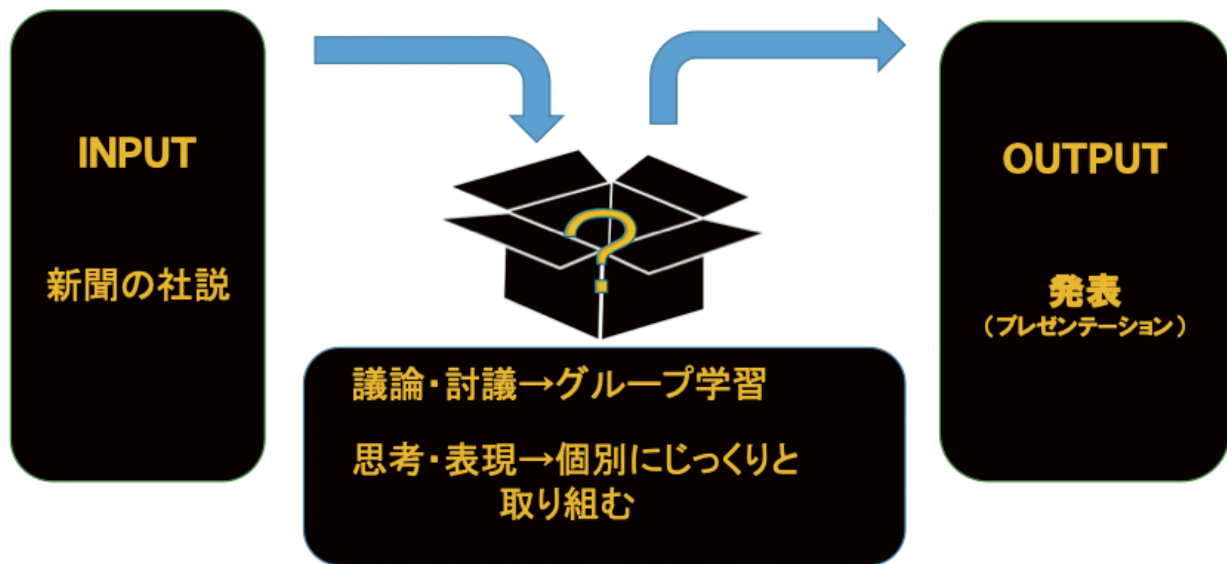 INPUT
新聞の社説
?
議論・討議→グループ学習
思考・表現→個別にじっくりと
取り組む
OUTPUT
発表
（プレゼンテーション）